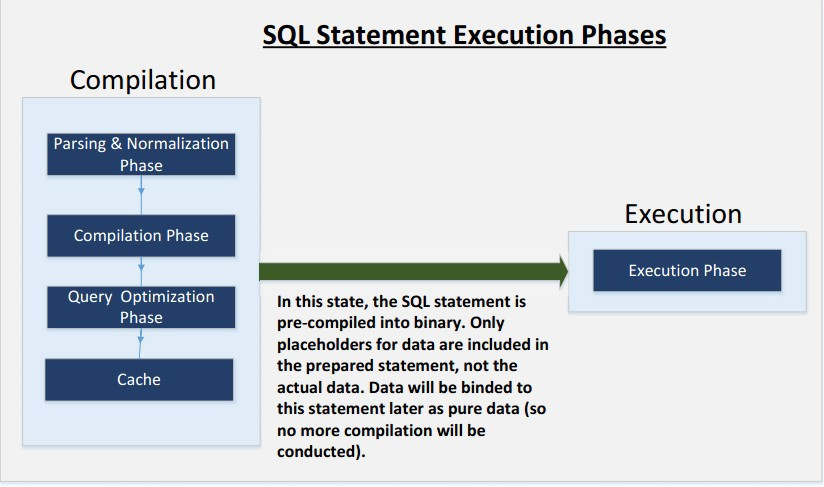 SQL Statement Execution Phases
Compilation
Parsing & Normalization
Phase
Compilation Phase
Query Optimization
Phase
Cache
In this state, the SQL statement is
pre-compiled into binary. Only
placeholders for data are included in
the prepared statement, not the
actual data. Data will be binded to
this statement later as pure data (so
no more compilation will be
conducted).
Execution
Execution Phase